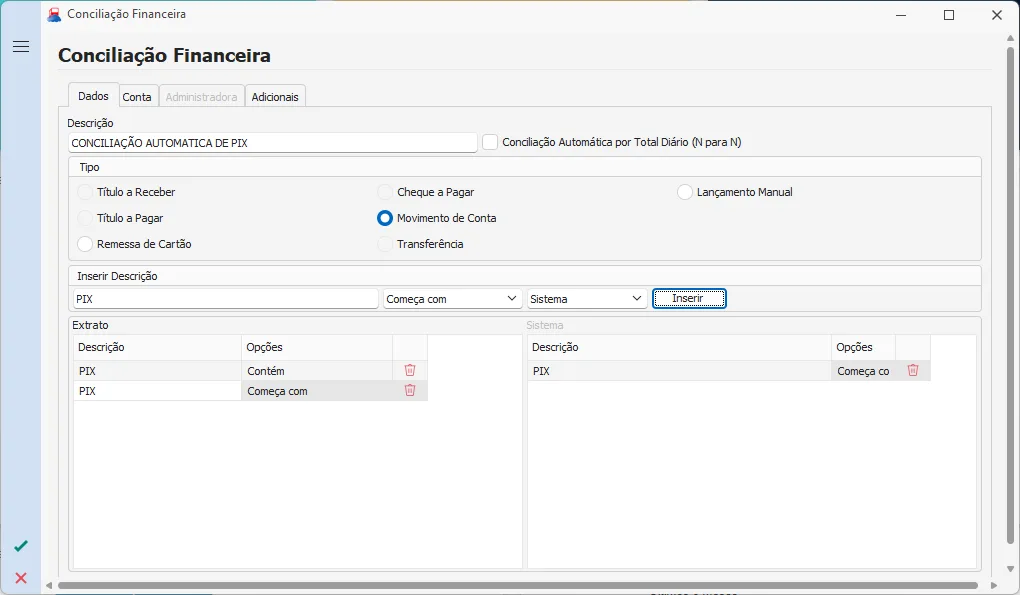 Conciliação Financeira
Conciliação Financeira
Dados Conta Administradora Adicionais
Descrição
CONCILIAÇÃO AUTOMATICA DE PIX Conciliação Automática por Total Diário (N para N)
Tipo
Título a Receber Cheque a Pagar Lançamento Manual
Título a Pagar Movimento de Conta
Remessa de Cartão Transferência
Inserir Descrição
PIX Começa com Sistema Inserir
Extrato Sistema
Descrição Opções Descrição Opções
PIX Contém PIX Começa co
PIX Começa com